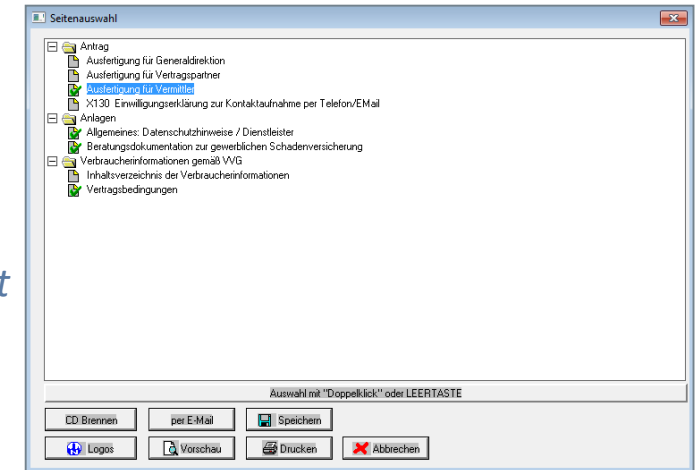 Seitenauswahl
Antrag
Ausfertigung für Generaldirektion
Ausfertigung für Vertragspartner
Ausfertigung für Vermittler
X130 Einwilligungserklärung zur Kontaktaufnahme per Telefon/EMail
Anlagen
Allgemeines: Datenschutzhinweise / Dienstleister
Beratungsdokumentation zur gewerblichen Schadenversicherung
Verbraucherinformationen gemäß VVG
Inhaltsverzeichnis der Verbraucherinformationen
Vertragsbedingungen
t
Auswahl mit "Doppelklick" oder LEERTASTE
CD Brennen per E-Mail Speichern
Logos Vorschau Drucken Abbrechen